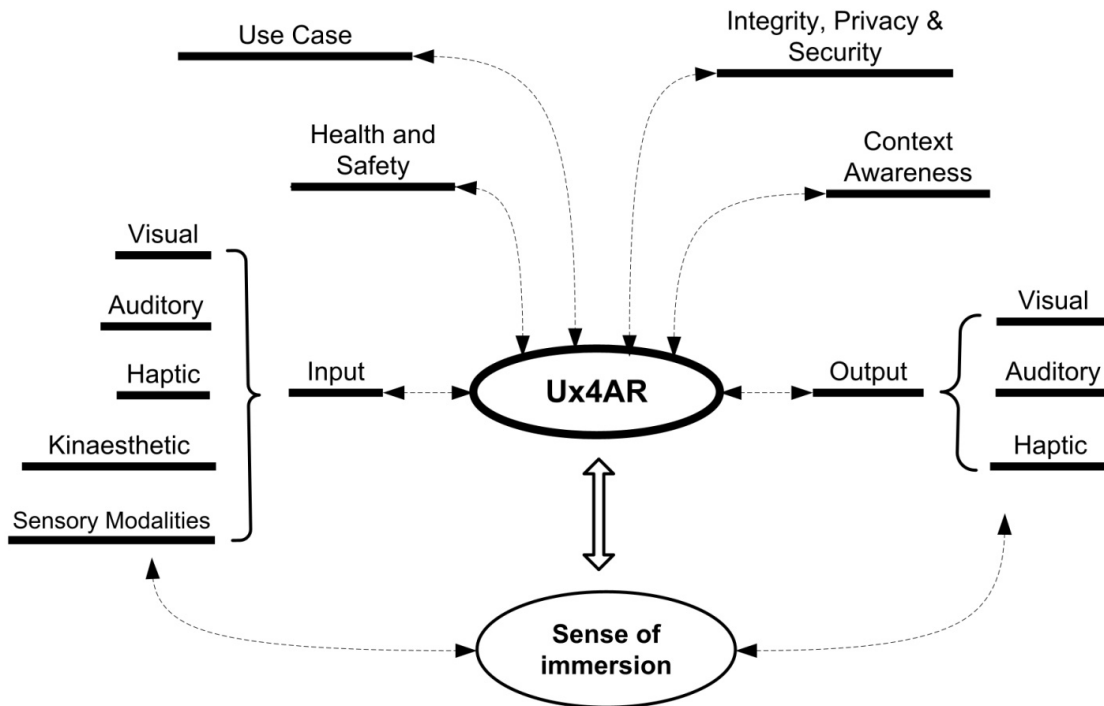 Use Case
Integrity, Privacy &
Security
Health and
Safety
Context
Awareness
Visual
Auditory
Haptic
Kinaesthetic
Sensory Modalities
Input
Ux4AR
Output
Visual
Auditory
Haptic
Sense of
immersion